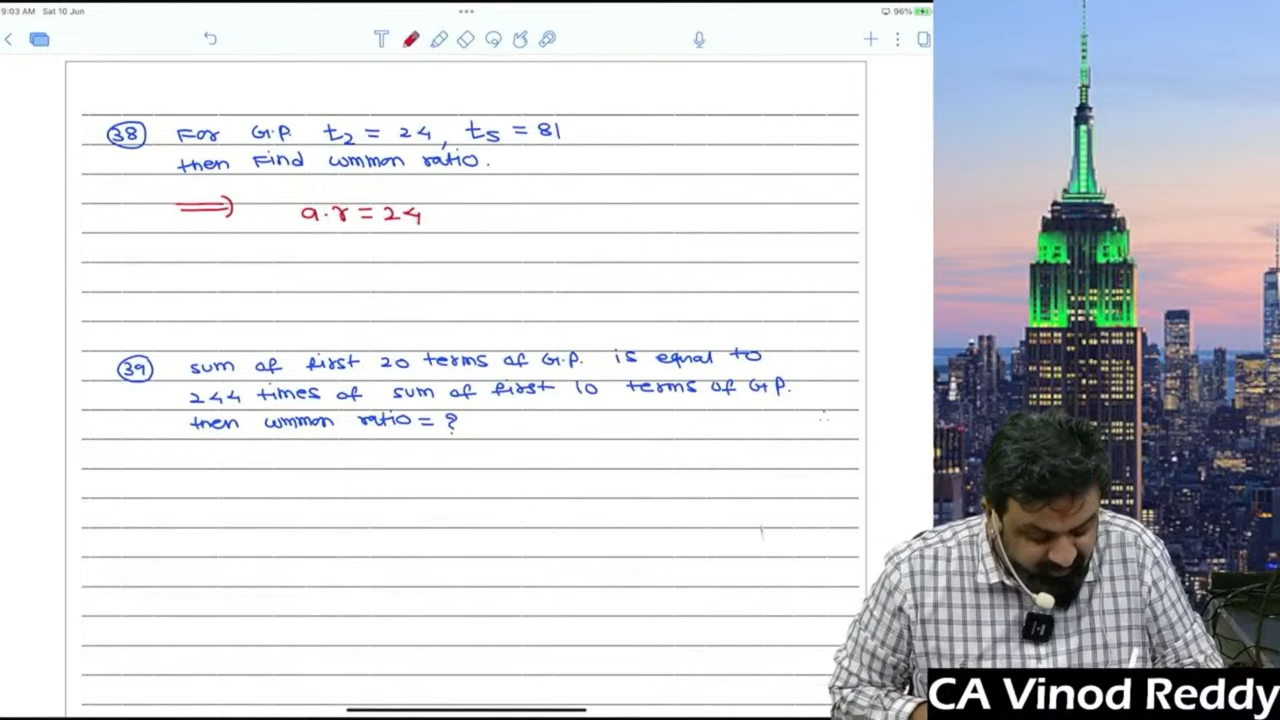 9:03 AM Sat 10 Jun
96%
38 For G.P. t₂ = 24, t₅ = 81
then Find common ratio.
⟹ a.r = 24
39 sum of first 20 terms of G.P. is equal to
244 times of sum of first 10 terms of G.P.
then common ratio = ?
CA Vinod Reddy